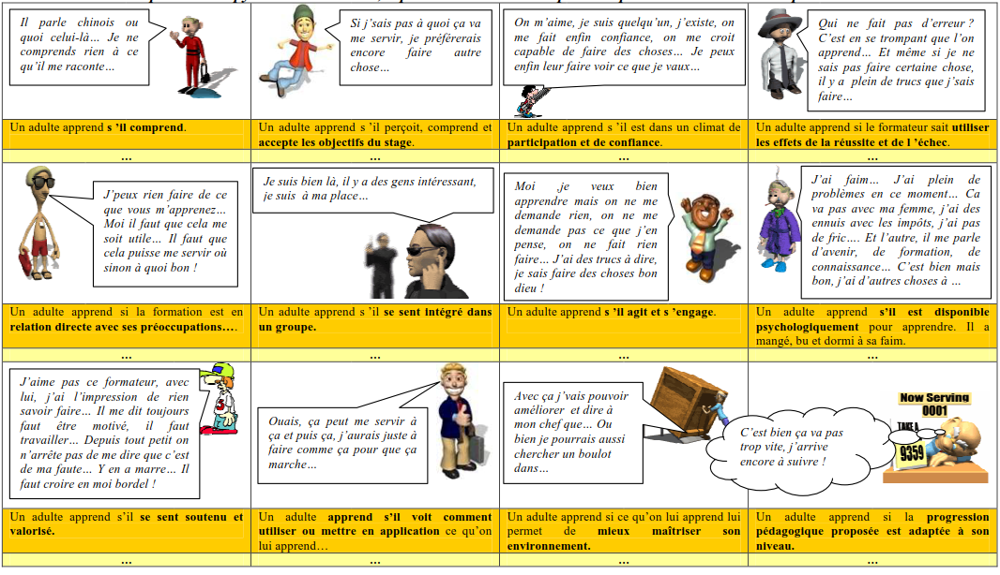 Il parle chinois ou
quoi celui-là… Je ne
comprends rien à ce
qu’il me raconte…
Si j’sais pas à quoi ça va
me servir, je préférerais
encore faire autre
chose…
On m’aime, je suis quelqu’un, j’existe, on
me fait enfin confiance, on me croit
capable de faire des choses… Je peux
enfin leur faire voir ce que je vaux…
Qui ne fait pas d’erreur ?
C’est en se trompant que l’on
apprend… Et même si je ne
sais pas faire certaine chose,
il y a plein de trucs que j’sais
faire…
Un adulte apprend s ’il comprend.
Un adulte apprend s ’il perçoit, comprend et
accepte les objectifs du stage.
Un adulte apprend s ’il est dans un climat de
participation et de confiance.
Un adulte apprend si le formateur sait utiliser
les effets de la réussite et de l ’échec.
…
…
…
…
J’peux rien faire de ce
que vous m’apprenez…
Moi il faut que cela me
soit utile… Il faut que
cela puisse me servir où
sinon à quoi bon !
Je suis bien là, il y a des gens intéressant,
je suis à ma place…
Moi je veux bien
apprendre mais on ne me
demande rien, on ne me
demande pas ce que j’en
pense, on ne fait rien
faire… J’ai des trucs à dire,
je sais faire des choses bon
dieu !
J’ai faim… J’ai plein de
problèmes en ce moment… Ca
va pas avec ma femme, j’ai des
ennuis avec les impôts, j’ai pas
de fric…. Et l’autre, il me parle
d’avenir, de formation, de
connaissance… C’est bien mais
bon, j’ai d’autres choses à …
Un adulte apprend si la formation est en
relation directe avec ses préoccupations….
Un adulte apprend s ’il se sent intégré dans
un groupe.
Un adulte apprend s ’il agit et s ’engage.
Un adulte apprend s’il est disponible
psychologiquement pour apprendre. Il a
mangé, bu et dormi à sa faim.
…
…
…
…
J’aime pas ce formateur, avec
lui, j’ai l’impression de rien
savoir faire… Il me dit toujours
faut être motivé, il faut
travailler… Depuis tout petit on
n’arrête pas de me dire que c’est
de ma faute… Y en a marre… Il
faut croire en moi bordel !
Ouais, ça peut me servir à
ça et puis ça, j’aurais juste à
faire comme ça pour que ça
marche…
Avec ça j’vais pouvoir
améliorer et dire à
mon chef que… Ou
bien je pourrais aussi
chercher un boulot
dans…
C’est bien ça va pas
trop vite, j’arrive
encore à suivre !
Now Serving
0001
TAKE A
9359
Un adulte apprend s’il se sent soutenu et
valorisé.
Un adulte apprend s’il voit comment
utiliser ou mettre en application ce qu’on
lui apprend…
Un adulte apprend si ce qu’on lui apprend lui
permet de mieux maîtriser son
environnement.
Un adulte apprend si la progression
pédagogique proposée est adaptée à son
niveau.
…
…
…
…